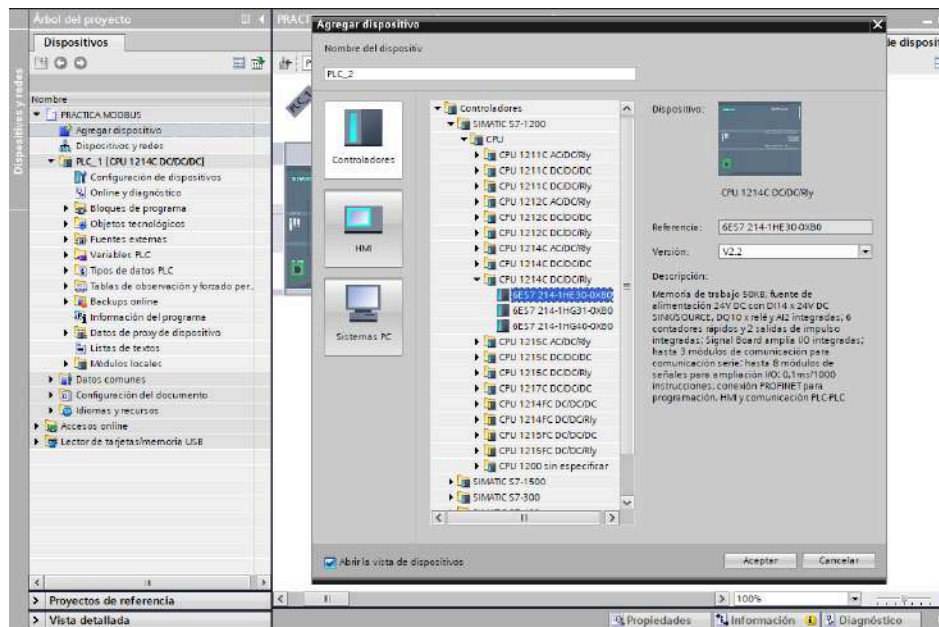 Árbol del proyecto
Dispositivos
Dispositivos y redes
Nombre
PRACTICA MODBUS
Agregar dispositivo
Dispositivos y redes
PLC_1 [CPU 1214C DC/DC/DC]
Configuración de dispositivos
Online y diagnóstico
Bloques de programa
Objetos tecnológicos
Fuentes externas
Variables PLC
Tipos de datos PLC
Tablas de observación y forzado per..
Backups online
Información del programa
Datos de proxy de dispositivo
Listas de textos
Módulos locales
Datos comunes
Configuración del documento
Idiomas y recursos
Accesos online
Lector de tarjetas/memoria USB
Proyectos de referencia
Vista detallada
PRACT
PLC_1
Agregar dispositivo
Nombre del dispositiv
PLC_2
Controladores
HMI
Sistemas PC
Controladores
SIMATIC S7-1200
CPU
CPU 1211C AC/DC/Rly
CPU 1211C DC/DC/DC
CPU 1211C DC/DC/Rly
CPU 1212C AC/DC/Rly
CPU 1212C DC/DC/DC
CPU 1212C DC/DC/Rly
CPU 1214C AC/DC/Rly
CPU 1214C DC/DC/DC
CPU 1214C DC/DC/Rly
6ES7 214-1HE30-0XB0
6ES7 214-1HG31-0XB0
6ES7 214-1HG40-0XB0
CPU 1215C AC/DC/Rly
CPU 1215C DC/DC/DC
CPU 1215C DC/DC/Rly
CPU 1217C DC/DC/DC
CPU 1214FC DC/DC/DC
CPU 1214FC DC/DC/Rly
CPU 1215FC DC/DC/DC
CPU 1215FC DC/DC/Rly
CPU 1200 sin especificar
SIMATIC S7-1500
SIMATIC S7-300
Dispositivo:
CPU 1214C DC/DC/Rly
Referencia: 6ES7 214-1HE30-0XB0
Versión: V2.2
Descripción:
Memoria de trabajo 50KB; fuente de
alimentación 24V DC con DI14 x 24V DC
SINK/SOURCE, DQ10 x relé y AI2 integradas; 6
contadores rápidos y 2 salidas de impulso
integradas; Signal Board amplia I/O integradas;
hasta 3 módulos de comunicación para
comunicación serie; hasta 8 módulos de
señales para ampliación I/O; 0,1ms/1000
instrucciones; conexión PROFINET para
programación, HMI y comunicación PLC-PLC
Abrir la vista de dispositivos
Aceptar
Cancelar
e disposit
100%
Propiedades
Información
Diagnóstico